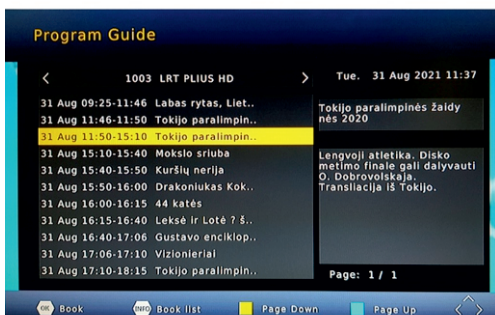 Program Guide
1003 LRT PLIUS HD
Tue. 31 Aug 2021 11:37
31 Aug 09:25-11:46 Labas rytas, Liet..
31 Aug 11:46-11:50 Tokijo paralimpin..
31 Aug 11:50-15:10 Tokijo paralimpin..
31 Aug 15:10-15:40 Mokslo sriuba
31 Aug 15:40-15:50 Kuršių nerija
31 Aug 15:50-16:00 Drakoniukas Kok..
31 Aug 16:00-16:15 44 katės
31 Aug 16:15-16:40 Leksė ir Lotė ? š..
31 Aug 16:40-17:06 Gustavo enciklop..
31 Aug 17:06-17:10 Vizionieriai
31 Aug 17:10-18:15 Tokijo paralimpin..
Tokijo paralimpinės žaidy
nės 2020
Lengvoji atletika. Disko
metimo finale gali dalyvauti
O. Dobrovolskaja.
Transliacija iš Tokijo.
Page: 1/ 1
OK Book
INFO Book list
Page Down
Page Up